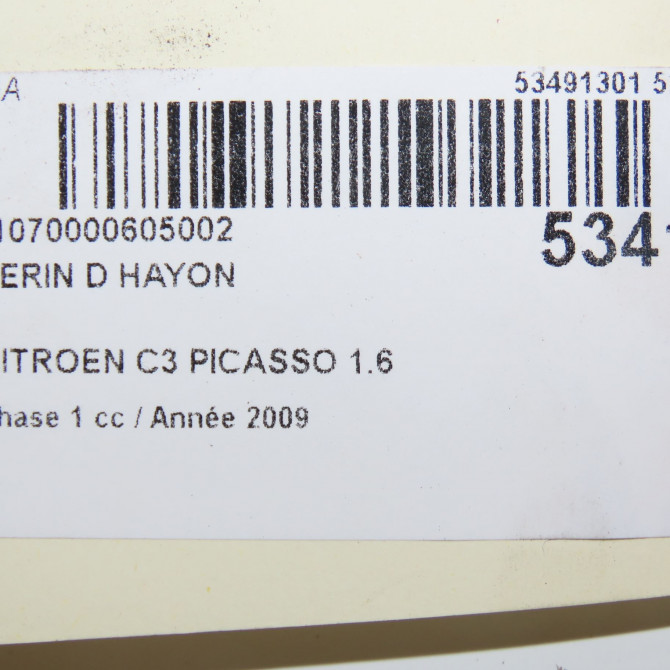 A 53491301 5
1070000605002 534
ERIN D HAYON
ITROEN C3 PICASSO 1.6
hase 1 cc / Année 2009